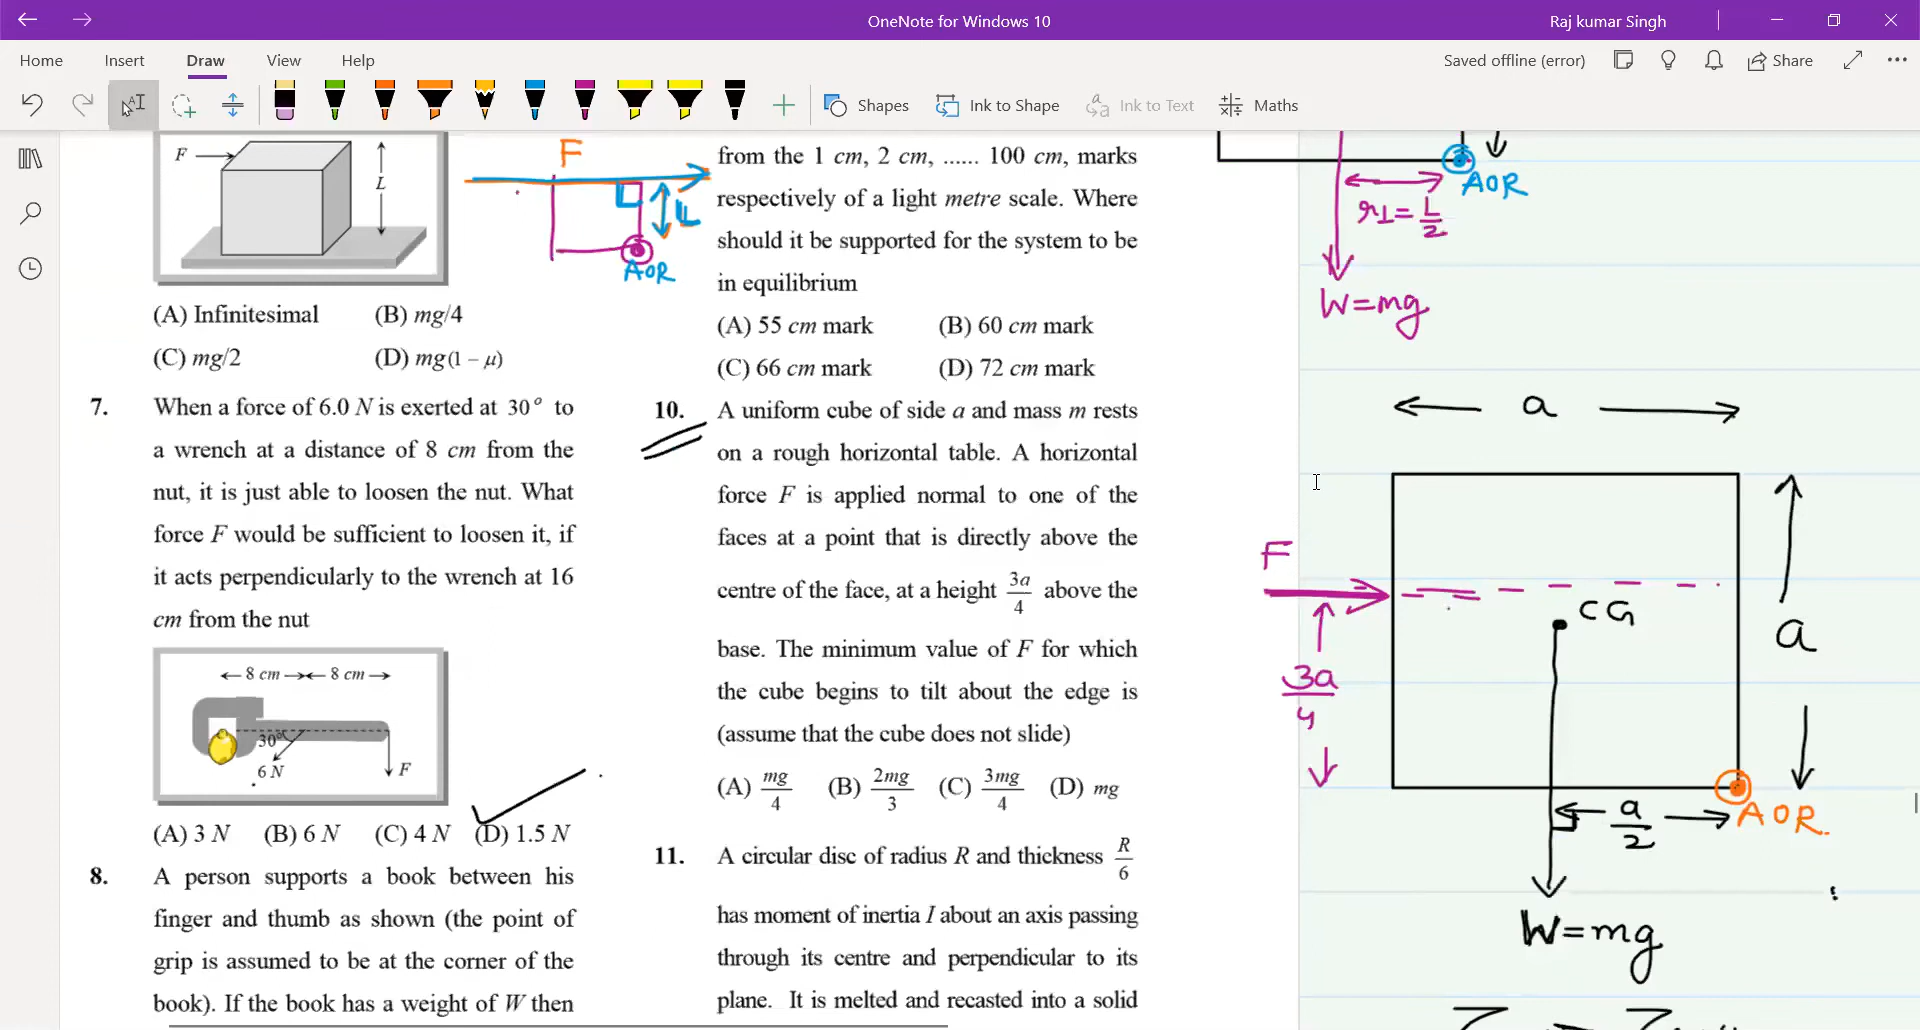 OneNote for Windows 10
Raj kumar Singh
Home Insert Draw View Help
Saved offline (error)
Share
Shapes
Ink to Shape
Ink to Text
Maths
F
L
(A) Infinitesimal (B) mg/4
(C) mg/2 (D) mg(1 − μ)
F
L
AOR
7. When a force of 6.0 N is exerted at 30° to
a wrench at a distance of 8 cm from the
nut, it is just able to loosen the nut. What
force F would be sufficient to loosen it, if
it acts perpendicularly to the wrench at 16
cm from the nut
8 cm 8 cm
30°
6 N
F
(A) 3 N (B) 6 N (C) 4 N (D) 1.5 N
8. A person supports a book between his
finger and thumb as shown (the point of
grip is assumed to be at the corner of the
book). If the book has a weight of W then
from the 1 cm, 2 cm, ...... 100 cm, marks
respectively of a light metre scale. Where
should it be supported for the system to be
in equilibrium
(A) 55 cm mark (B) 60 cm mark
(C) 66 cm mark (D) 72 cm mark
10. A uniform cube of side a and mass m rests
on a rough horizontal table. A horizontal
force F is applied normal to one of the
faces at a point that is directly above the
centre of the face, at a height 3a/4 above the
base. The minimum value of F for which
the cube begins to tilt about the edge is
(assume that the cube does not slide)
(A) mg/4 (B) 2mg/3 (C) 3mg/4 (D) mg
11. A circular disc of radius R and thickness R/6
has moment of inertia I about an axis passing
through its centre and perpendicular to its
plane. It is melted and recasted into a solid
AOR
r⊥=L/2
W=mg
a
F
CG
a
3a/4
a/2
AOR.
W=mg